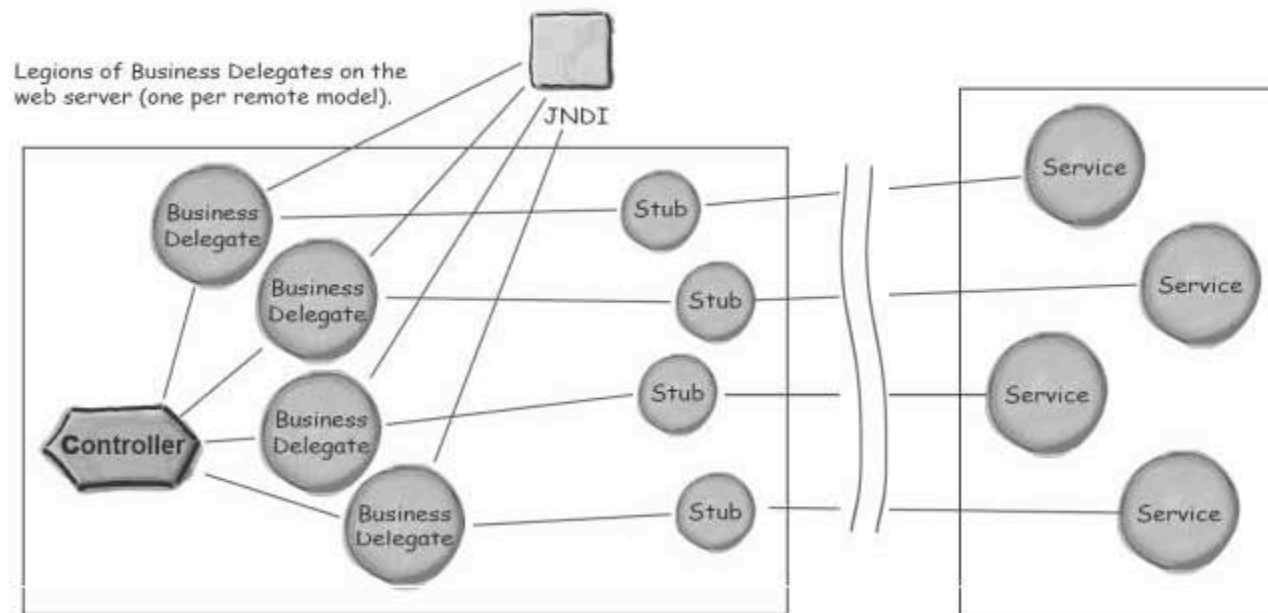 Legions of Business Delegates on the
web server (one per remote model).
JNDI
Business
Delegate
Stub
Service
Business
Delegate
Stub
Service
Business
Delegate
Stub
Service
Controller
Business
Delegate
Stub
Service